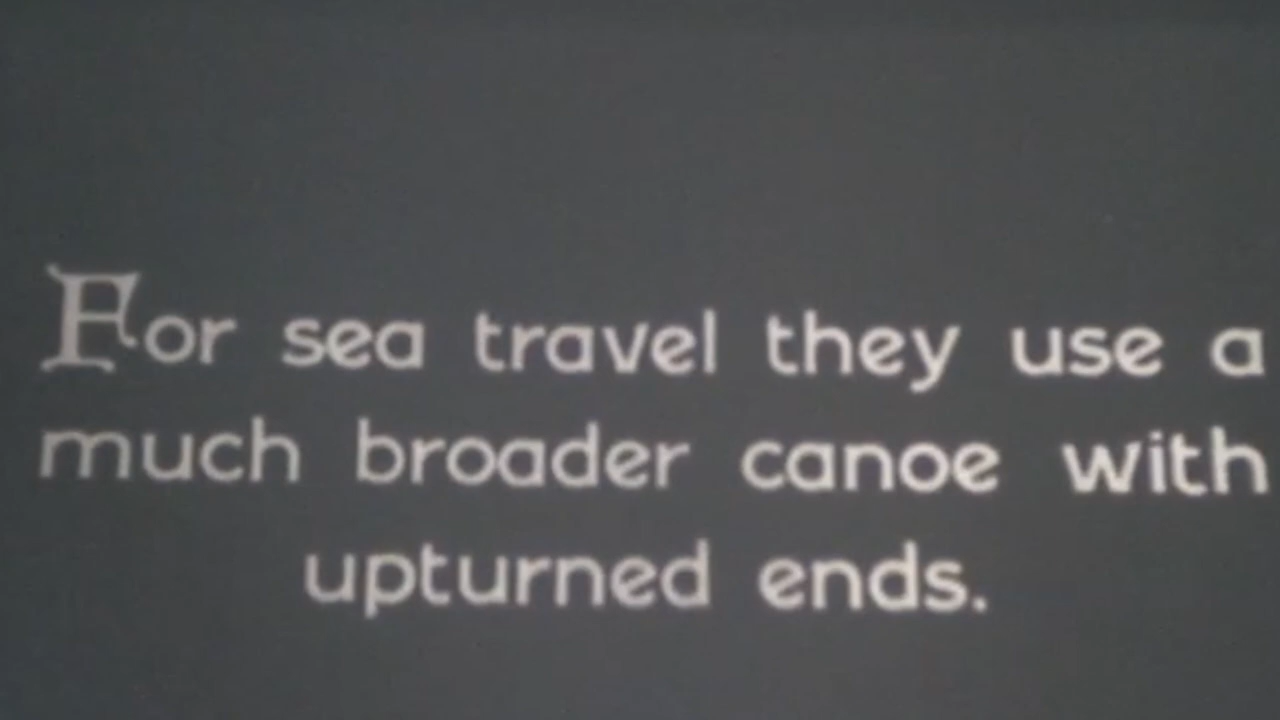 For sea travel they use a
much broader canoe with
upturned ends.